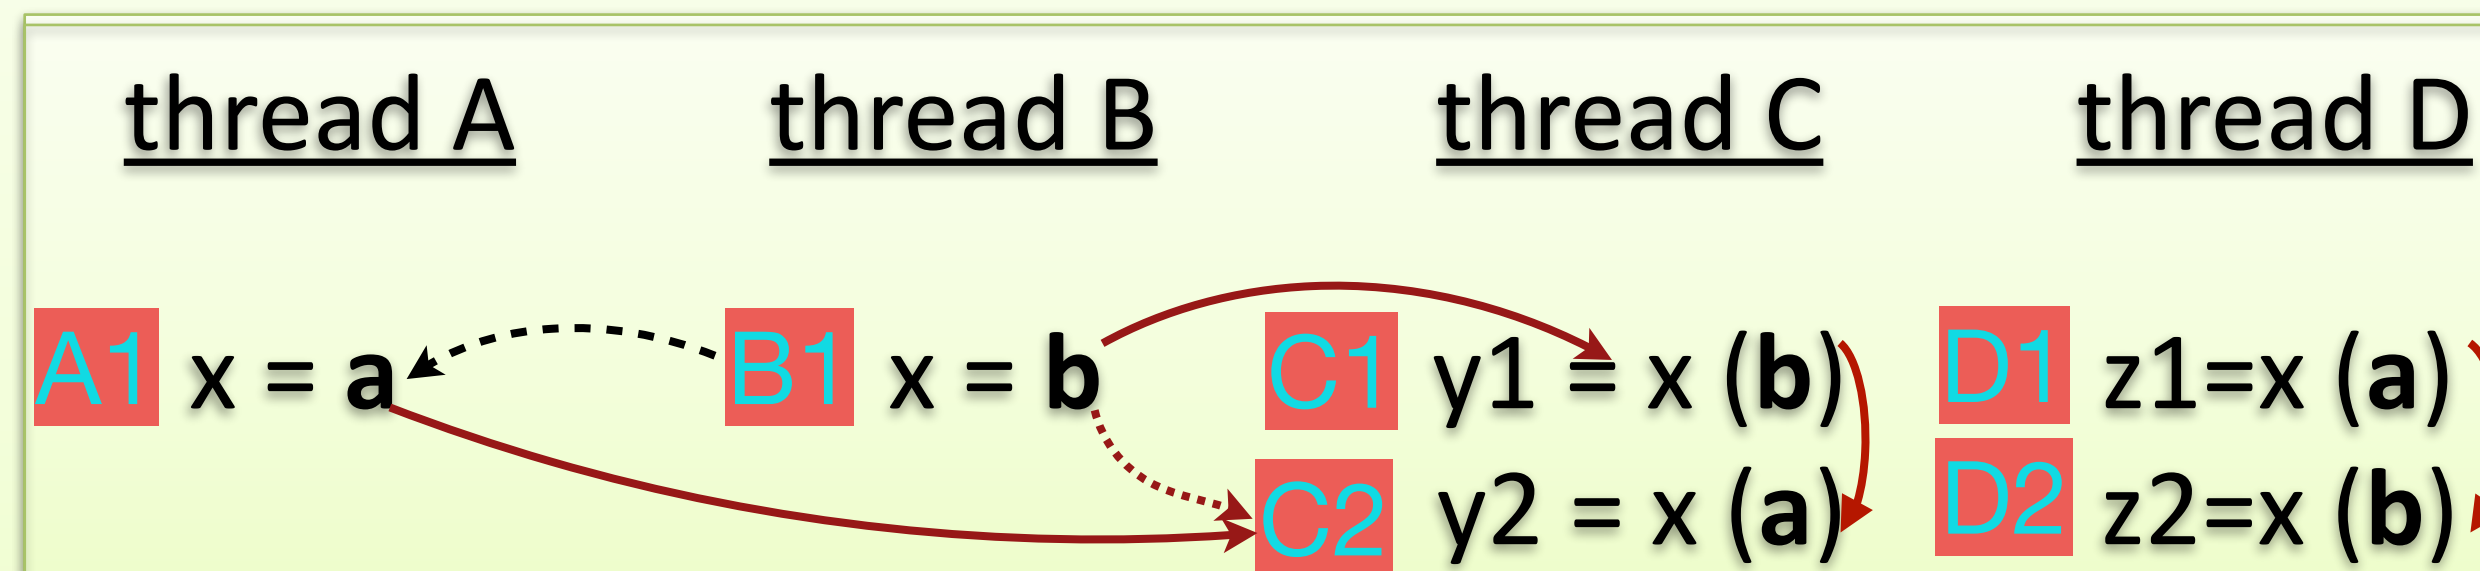 thread A thread B thread C thread D
A1 x = a B1 x = b C1 y1 = x (b) D1 z1=x (a)
C2 y2 = x (a) D2 z2=x (b)